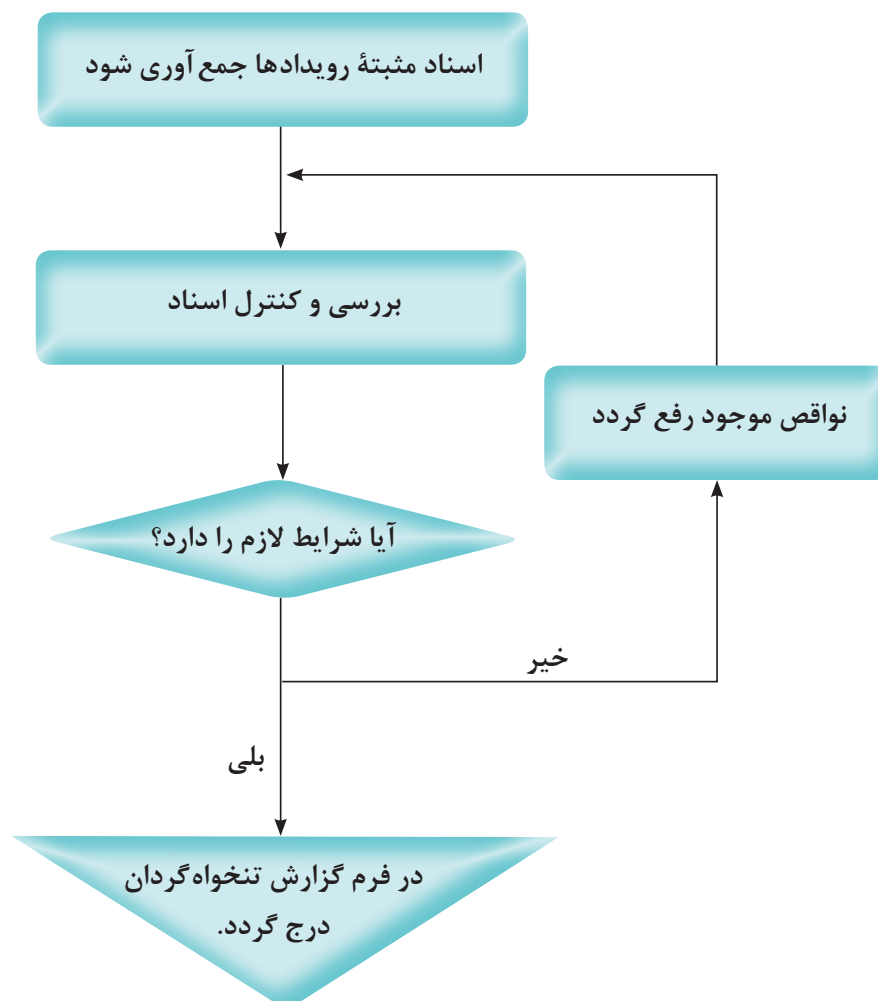 اسناد مثبتهٔ رویدادها جمع‌آوری شود
بررسی و کنترل اسناد
نواقص موجود رفع گردد
آیا شرایط لازم را دارد؟
خیر
بلی
در فرم گزارش تنخواه‌گردان
درج گردد.